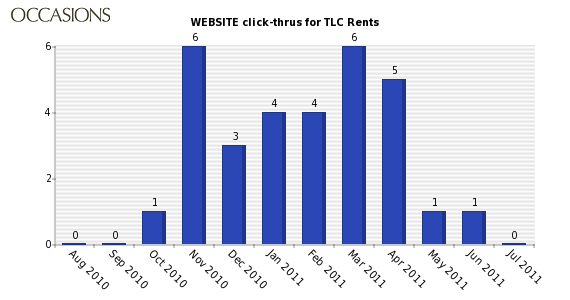 OCCASIONS
WEBSITE click-thrus for TLC Rents
6
4
2
0
0
0
1
6
3
4
4
6
5
1
1
0
Aug 2010
Sep 2010
Oct 2010
Nov 2010
Dec 2010
Jan 2011
Feb 2011
Mar 2011
Apr 2011
May 2011
Jun 2011
Jul 2011